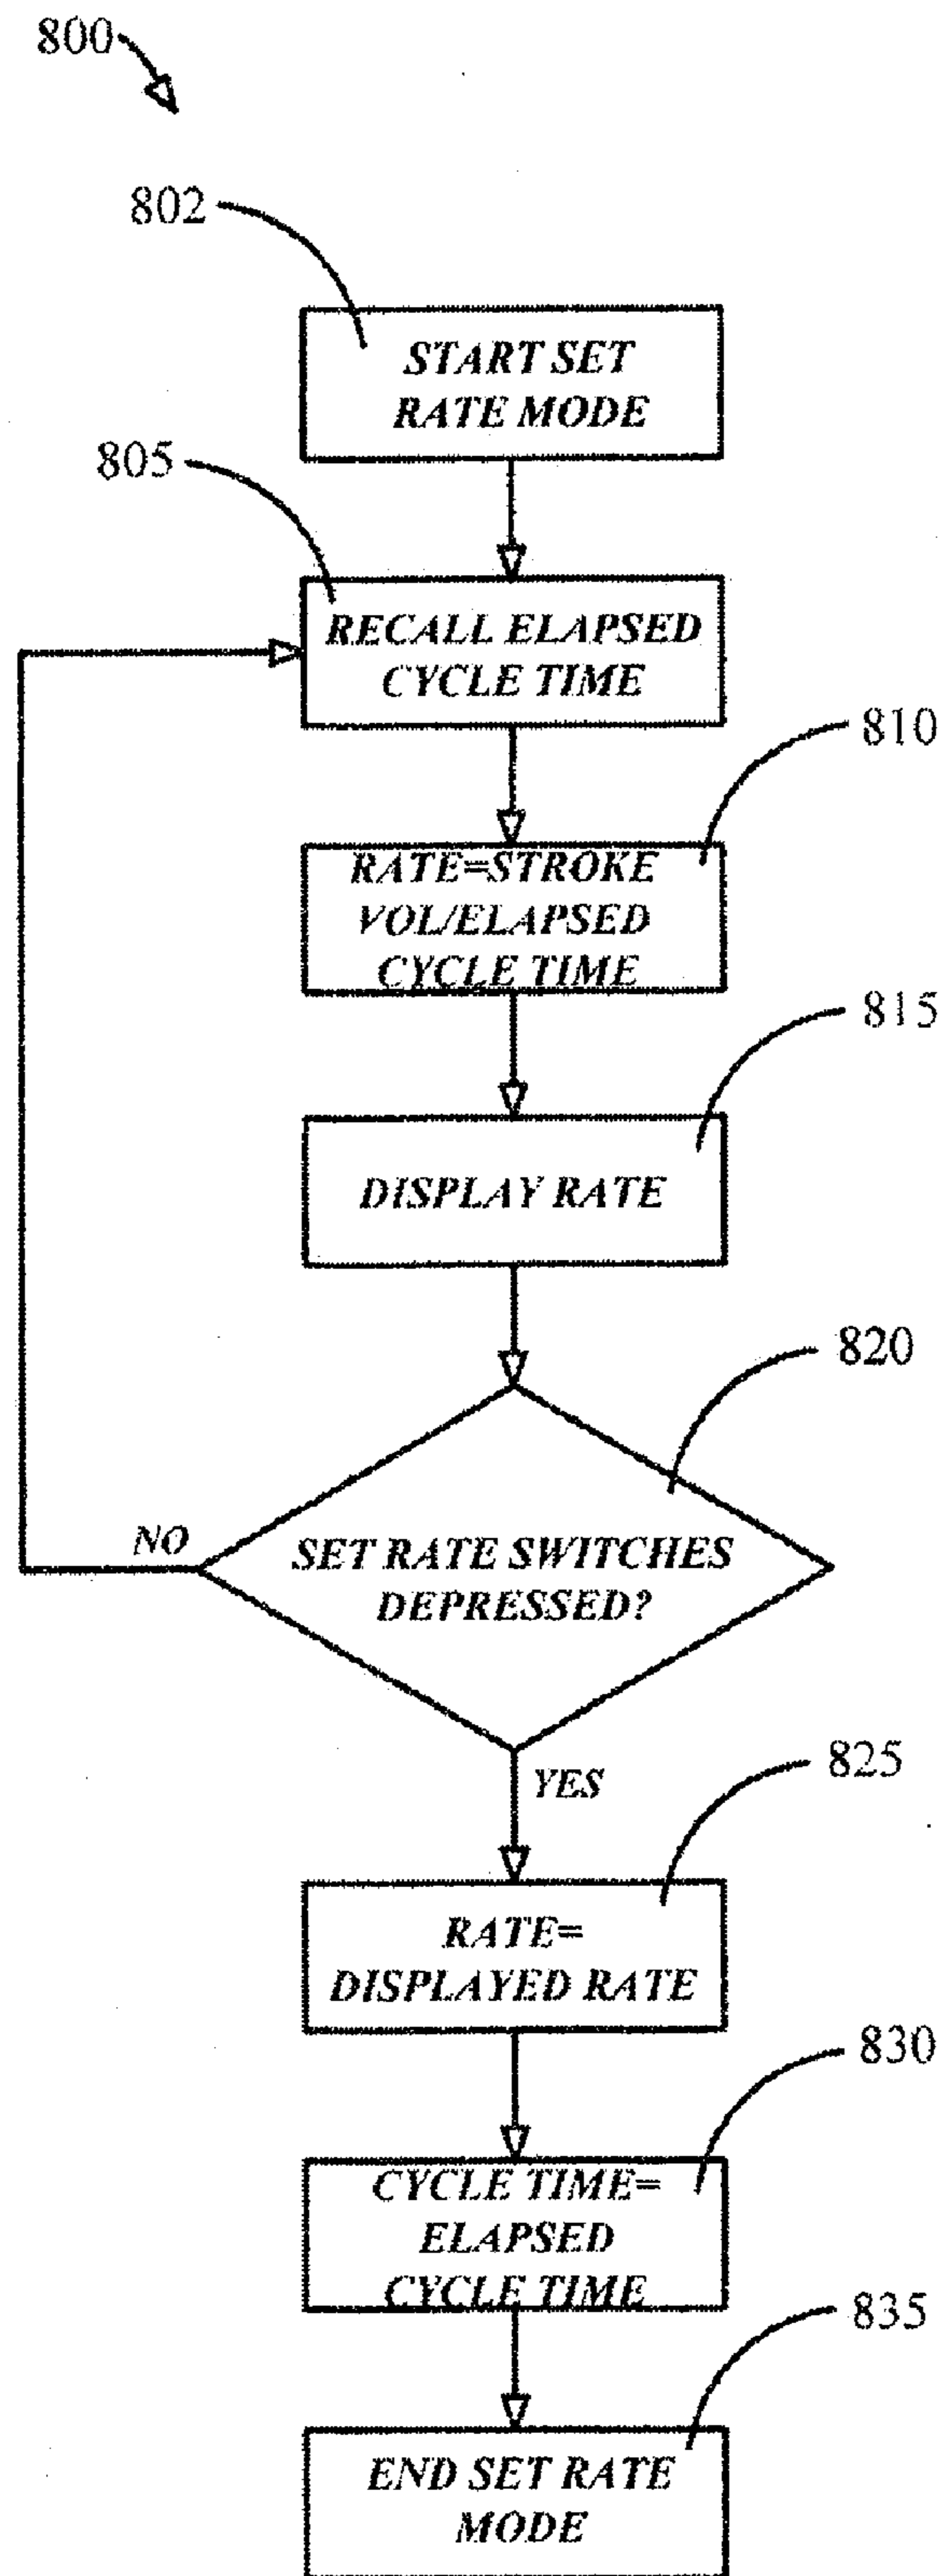 800
802
START SET
RATE MODE
805
RECALL ELAPSED
CYCLE TIME
810
RATE=STROKE
VOL/ELAPSED
CYCLE TIME
815
DISPLAY RATE
820
NO
SET RATE SWITCHES
DEPRESSED?
YES
825
RATE=
DISPLAYED RATE
830
CYCLE TIME=
ELAPSED
CYCLE TIME
835
END SET RATE
MODE